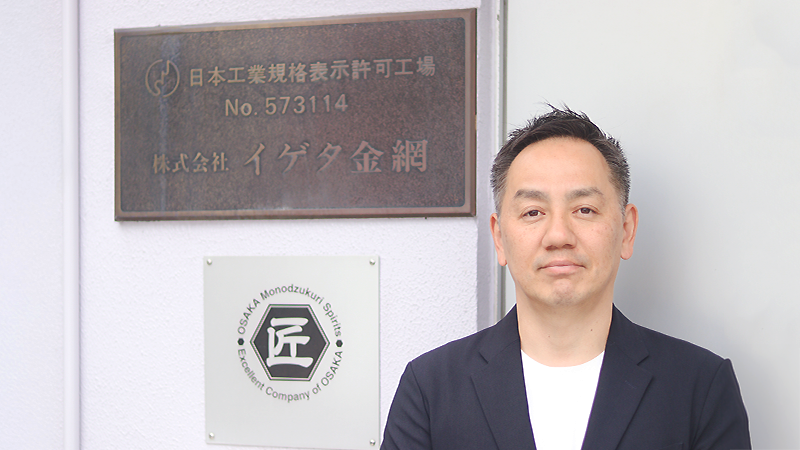 日本工業規格表示許可工場
No. 573114
株式会社 イゲタ金網
OSAKA Monodzukuri Spirits
匠
Excellent Company of OSAKA